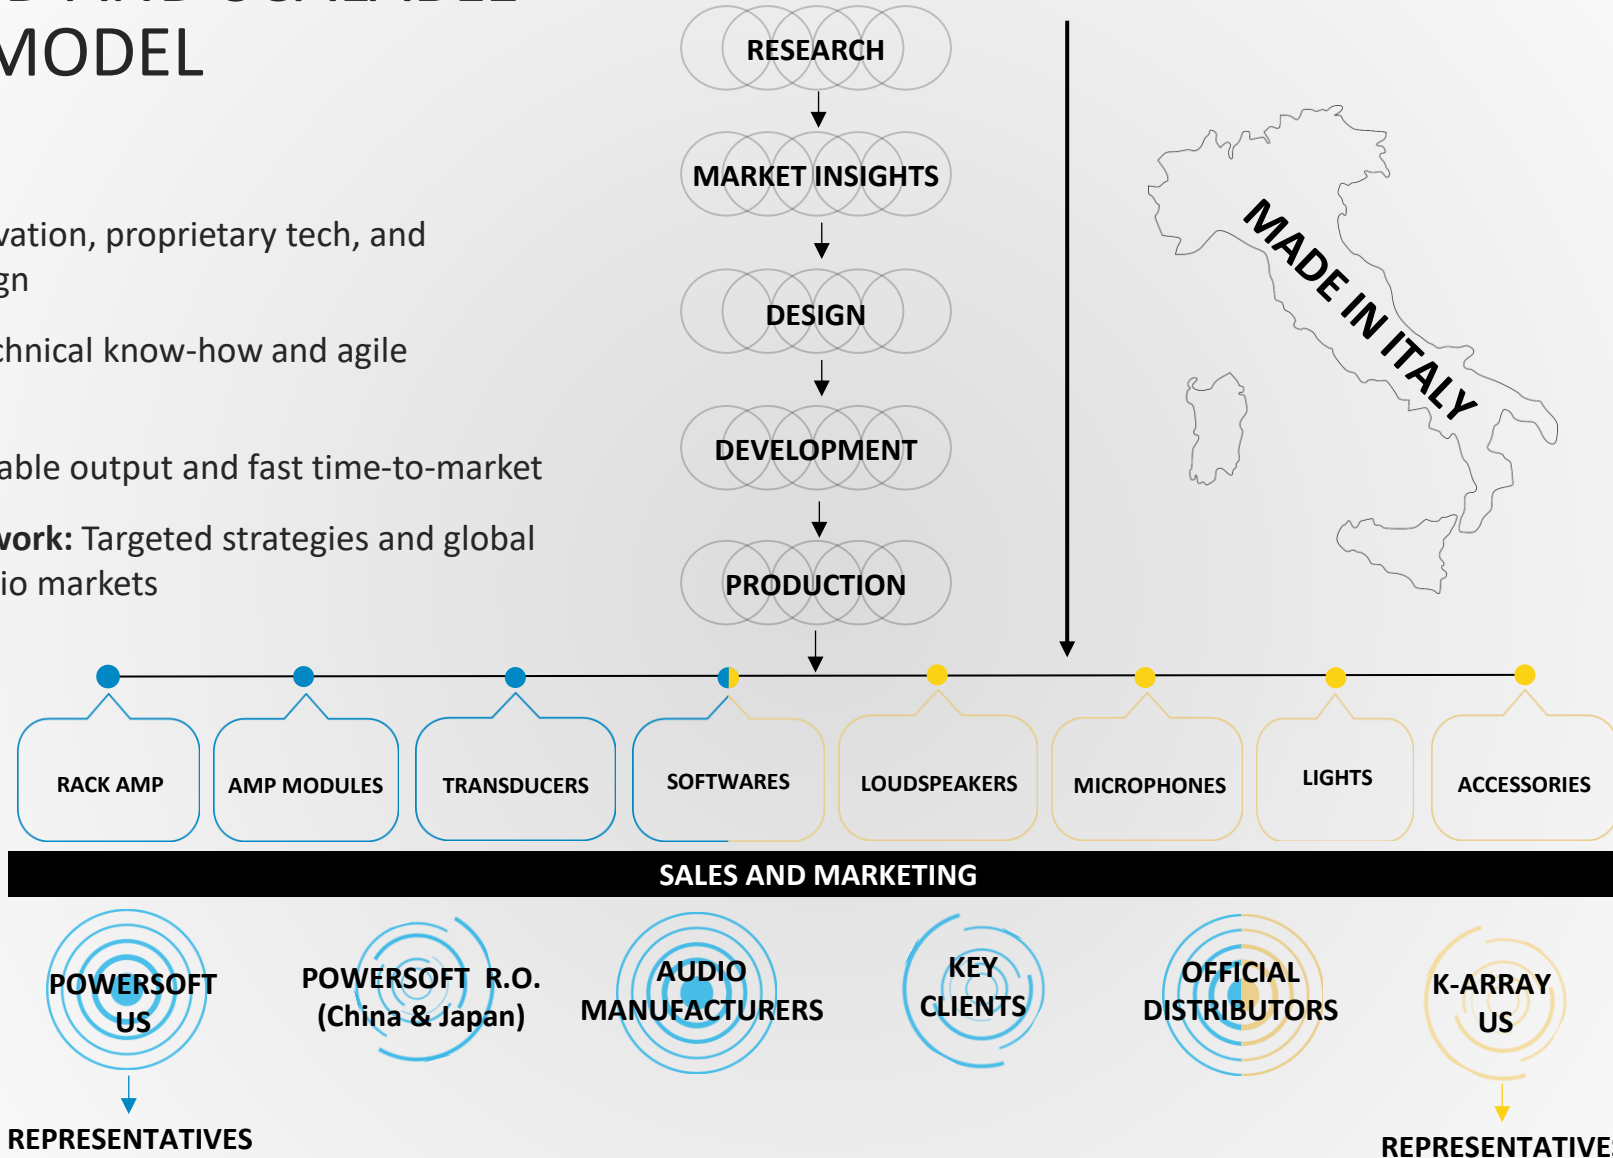 MODEL
vation, proprietary tech, and
gn
chnical know-how and agile
able output and fast time-to-market
work: Targeted strategies and global
io markets
RESEARCH
MARKET INSIGHTS
DESIGN
DEVELOPMENT
PRODUCTION
MADE IN ITALY
RACK AMP
AMP MODULES
TRANSDUCERS
SOFTWARES
LOUDSPEAKERS
MICROPHONES
LIGHTS
ACCESSORIES
SALES AND MARKETING
POWERSOFT
US
POWERSOFT R.O.
(China & Japan)
AUDIO
MANUFACTURERS
KEY
CLIENTS
OFFICIAL
DISTRIBUTORS
K-ARRAY
US
REPRESENTATIVES
REPRESENTATIVES